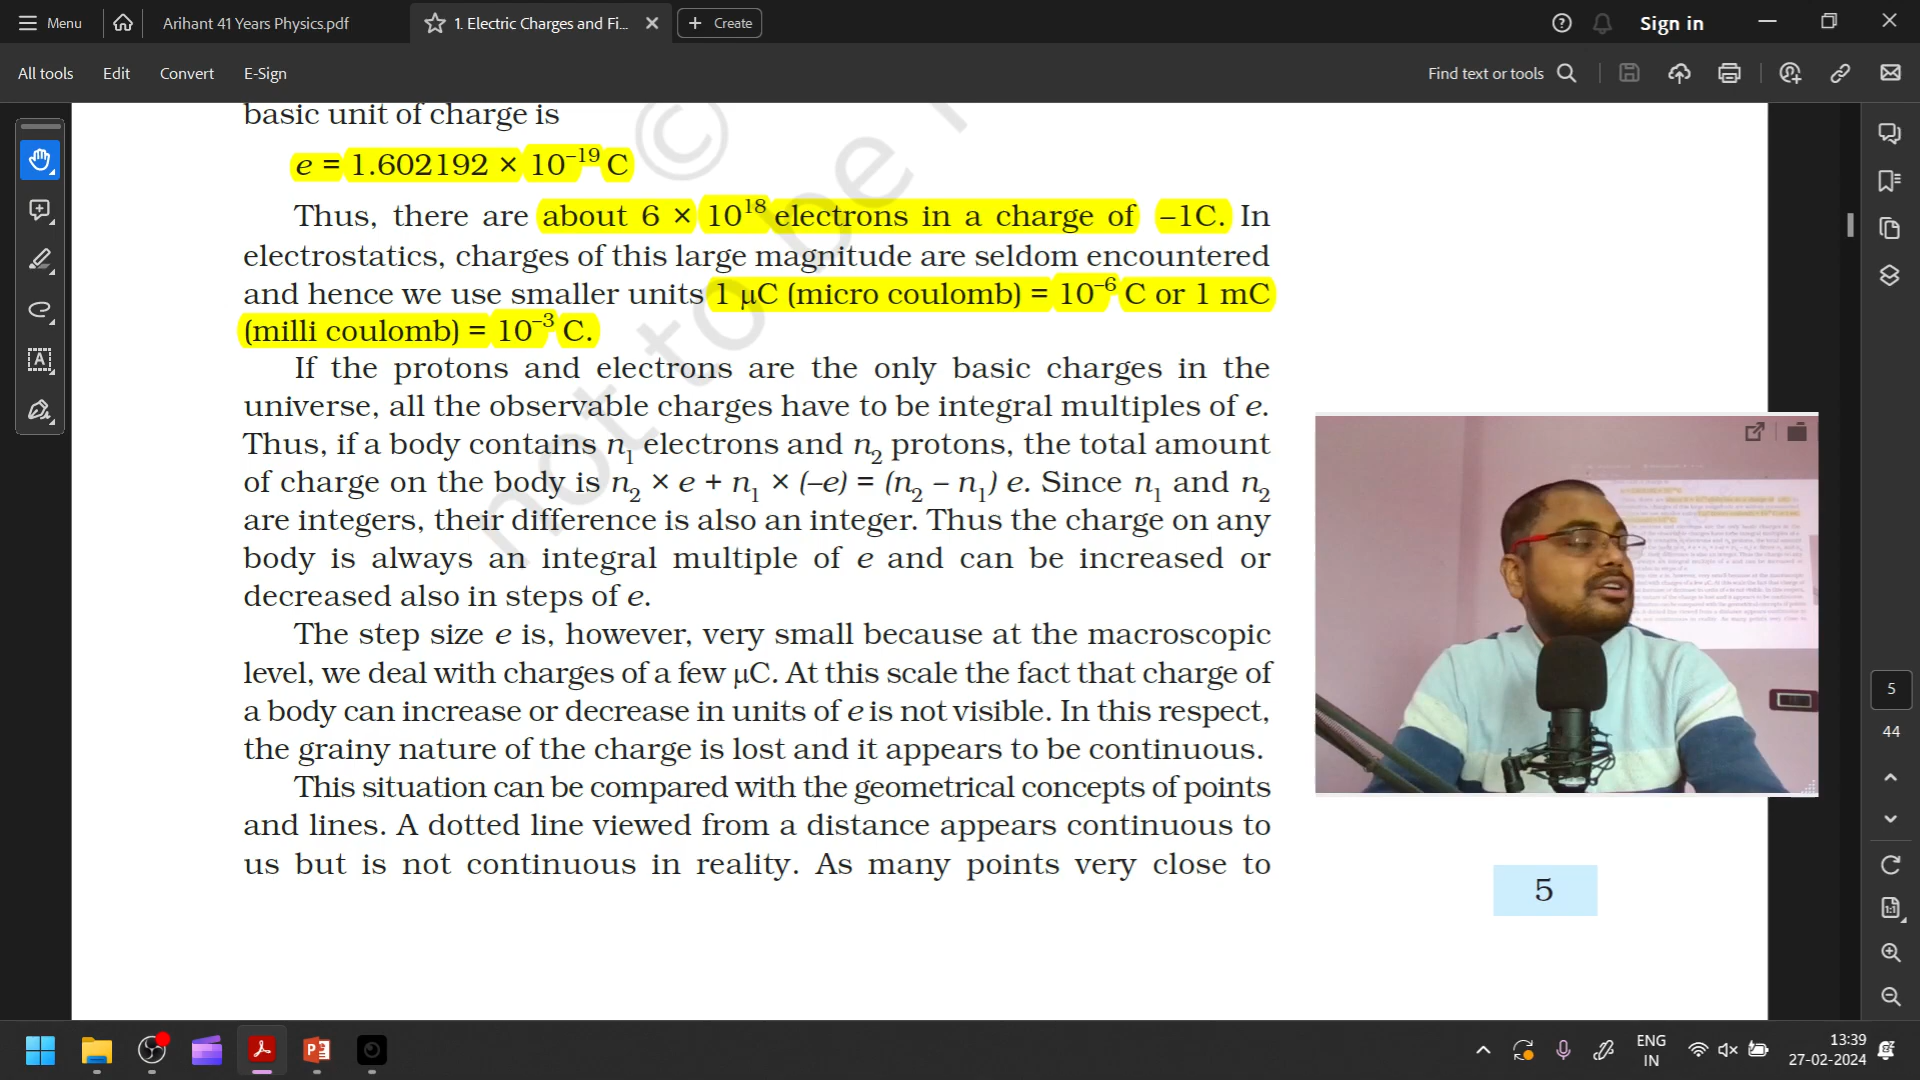 Menu
Arihant 41 Years Physics.pdf
1. Electric Charges and Fi...
Create
Sign in
All tools
Edit
Convert
E-Sign
Find text or tools
basic unit of charge is
e = 1.602192 × 10⁻¹⁹ C
Thus, there are about 6 × 10¹⁸ electrons in a charge of –1C. In
electrostatics, charges of this large magnitude are seldom encountered
and hence we use smaller units 1 μC (micro coulomb) = 10⁻⁶ C or 1 mC
(milli coulomb) = 10⁻³ C.
If the protons and electrons are the only basic charges in the
universe, all the observable charges have to be integral multiples of e.
Thus, if a body contains n₁ electrons and n₂ protons, the total amount
of charge on the body is n₂ × e + n₁ × (–e) = (n₂ – n₁) e. Since n₁ and n₂
are integers, their difference is also an integer. Thus the charge on any
body is always an integral multiple of e and can be increased or
decreased also in steps of e.
The step size e is, however, very small because at the macroscopic
level, we deal with charges of a few μC. At this scale the fact that charge of
a body can increase or decrease in units of e is not visible. In this respect,
the grainy nature of the charge is lost and it appears to be continuous.
This situation can be compared with the geometrical concepts of points
and lines. A dotted line viewed from a distance appears continuous to
us but is not continuous in reality. As many points very close to
5
©
not to be
5
44
ENG
IN
13:39
27-02-2024